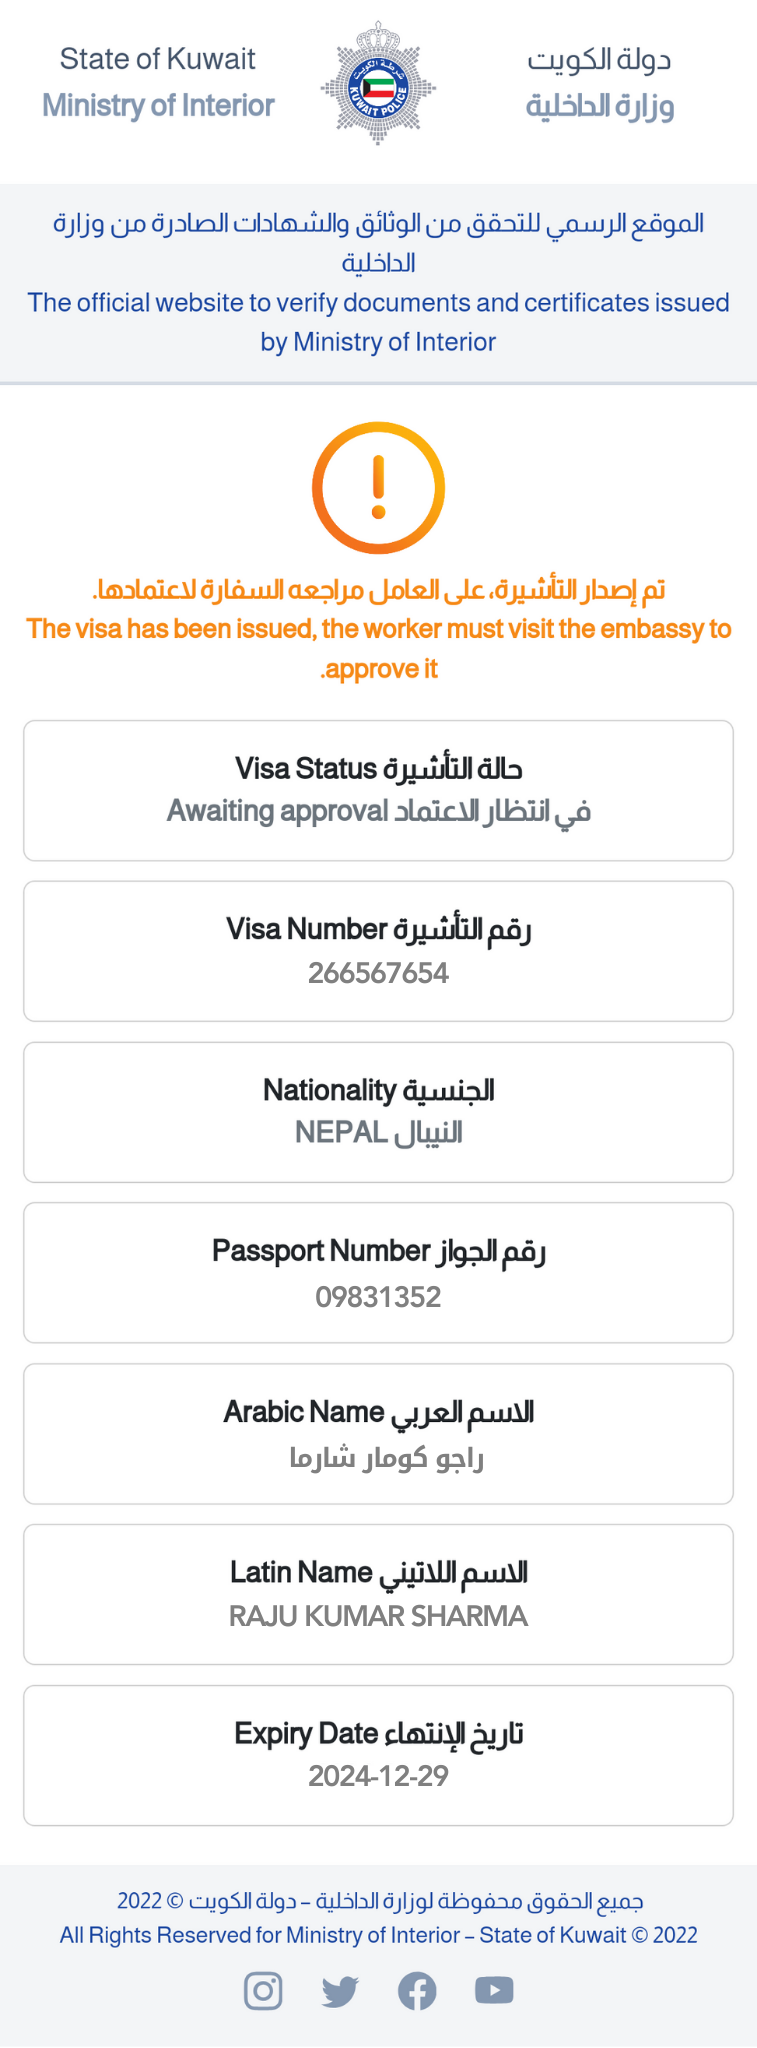 State of Kuwait
Ministry of Interior
شرطة الكويت
KUWAIT POLICE
دولة الكويت
وزارة الداخلية
الموقع الرسمي للتحقق من الوثائق والشهادات الصادرة من وزارة
الداخلية
The official website to verify documents and certificates issued
by Ministry of Interior
تم إصدار التأشيرة، على العامل مراجعه السفارة لاعتمادها.
The visa has been issued, the worker must visit the embassy to
.approve it
Visa Status حالة التأشيرة
Awaiting approval في انتظار الاعتماد
Visa Number رقم التأشيرة
266567654
Nationality الجنسية
NEPAL النيبال
Passport Number رقم الجواز
09831352
Arabic Name الاسم العربي
راجو كومار شارما
Latin Name الاسم اللاتيني
RAJU KUMAR SHARMA
Expiry Date تاريخ الإنتهاء
2024-12-29
جميع الحقوق محفوظة لوزارة الداخلية – دولة الكويت © 2022
All Rights Reserved for Ministry of Interior – State of Kuwait © 2022